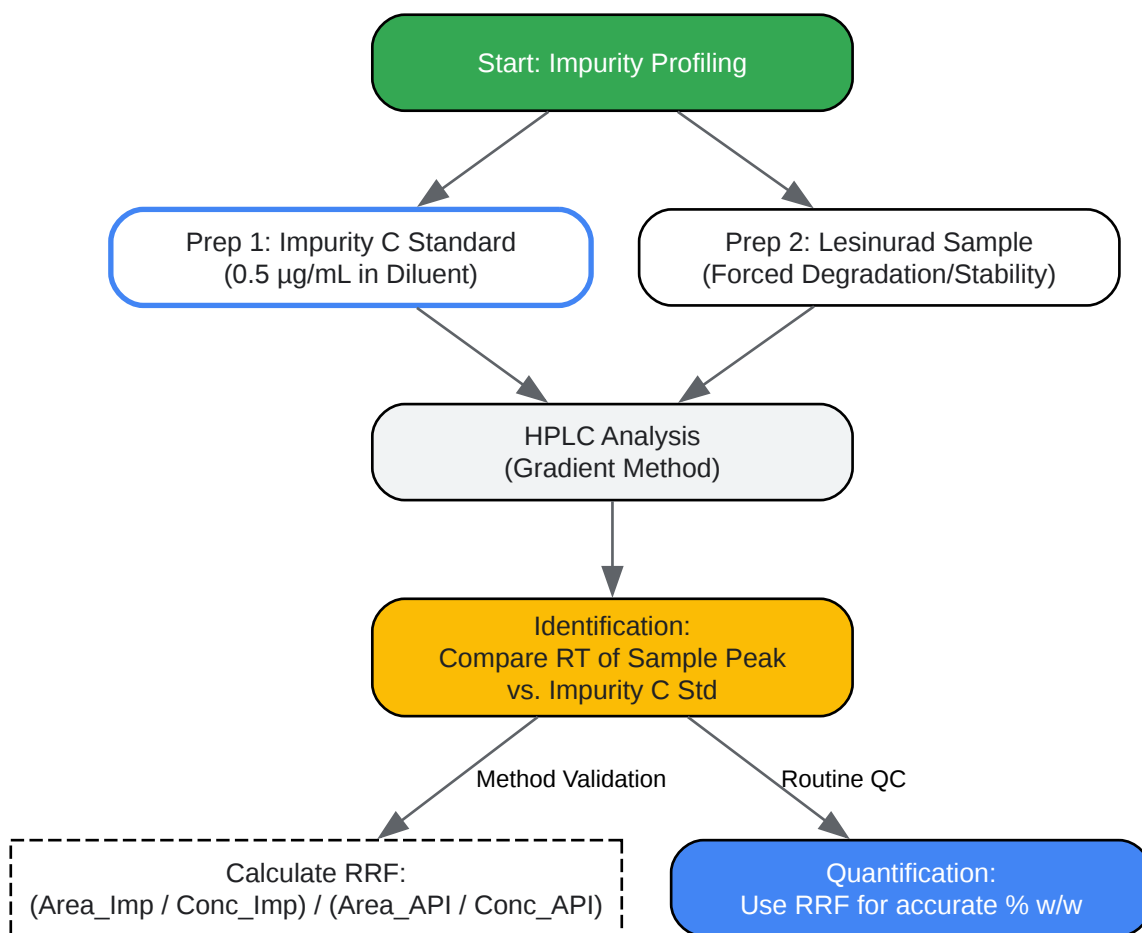 Start: Impurity Profiling
Prep 1: Impurity C Standard
(0.5 µg/mL in Diluent)
Prep 2: Lesinurad Sample
(Forced Degradation/Stability)
HPLC Analysis
(Gradient Method)
Identification:
Compare RT of Sample Peak
vs. Impurity C Std
Method Validation
Routine QC
Calculate RRF:
(Area_Imp / Conc_Imp) / (Area_API / Conc_API)
Quantification:
Use RRF for accurate % w/w